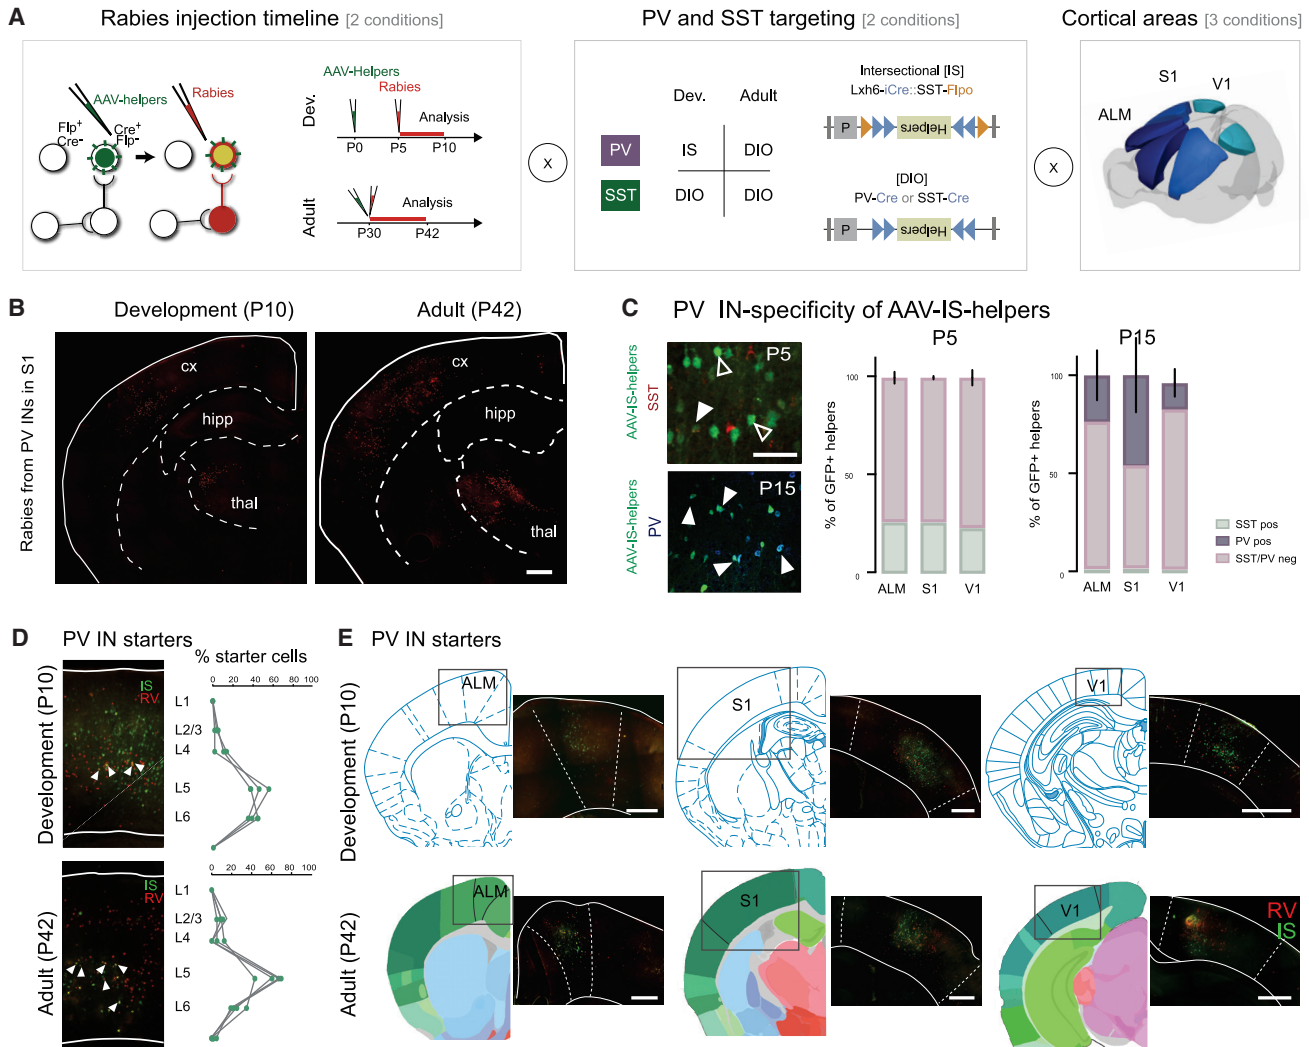 A
Rabies injection timeline [2 conditions]
PV and SST targeting [2 conditions]
Cortical areas [3 conditions]
AAV-helpers
Rabies
Flp+
Cre-
Cre+
Flp-
Dev.
AAV-Helpers
Rabies
Analysis
P0
P5
P10
Adult
Analysis
P30
P42
X
Dev.
Adult
PV
IS
DIO
SST
DIO
DIO
Intersectional [IS]
Lxh6-iCre::SST-Flpo
P
Helpers
[DIO]
PV-Cre or SST-Cre
P
Helpers
X
S1
V1
ALM
B
Development (P10)
Adult (P42)
Rabies from PV INs in S1
cx
hipp
thal
cx
hipp
thal
C
PV IN-specificity of AAV-IS-helpers
AAV-IS-helpers
SST
P5
AAV-IS-helpers
PV
P15
P5
% of GFP+ helpers
100
50
0
ALM
S1
V1
P15
% of GFP+ helpers
100
50
0
ALM
S1
V1
SST pos
PV pos
SST/PV neg
D
PV IN starters
% starter cells
Development (P10)
IS
RV
0 20 40 60 80 100
L1
L2/3
L4
L5
L6
Adult (P42)
IS
RV
0 20 40 60 80 100
L1
L2/3
L4
L5
L6
E
PV IN starters
Development (P10)
ALM
S1
V1
Adult (P42)
ALM
S1
V1
RV
IS